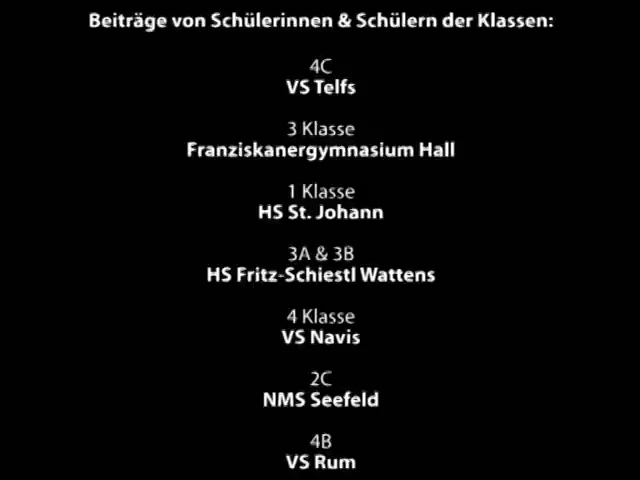 Beiträge von Schülerinnen & Schülern der Klassen:
4C
VS Telfs
3 Klasse
Franziskanergymnasium Hall
1 Klasse
HS St. Johann
3A & 3B
HS Fritz-Schiestl Wattens
4 Klasse
VS Navis
2C
NMS Seefeld
4B
VS Rum